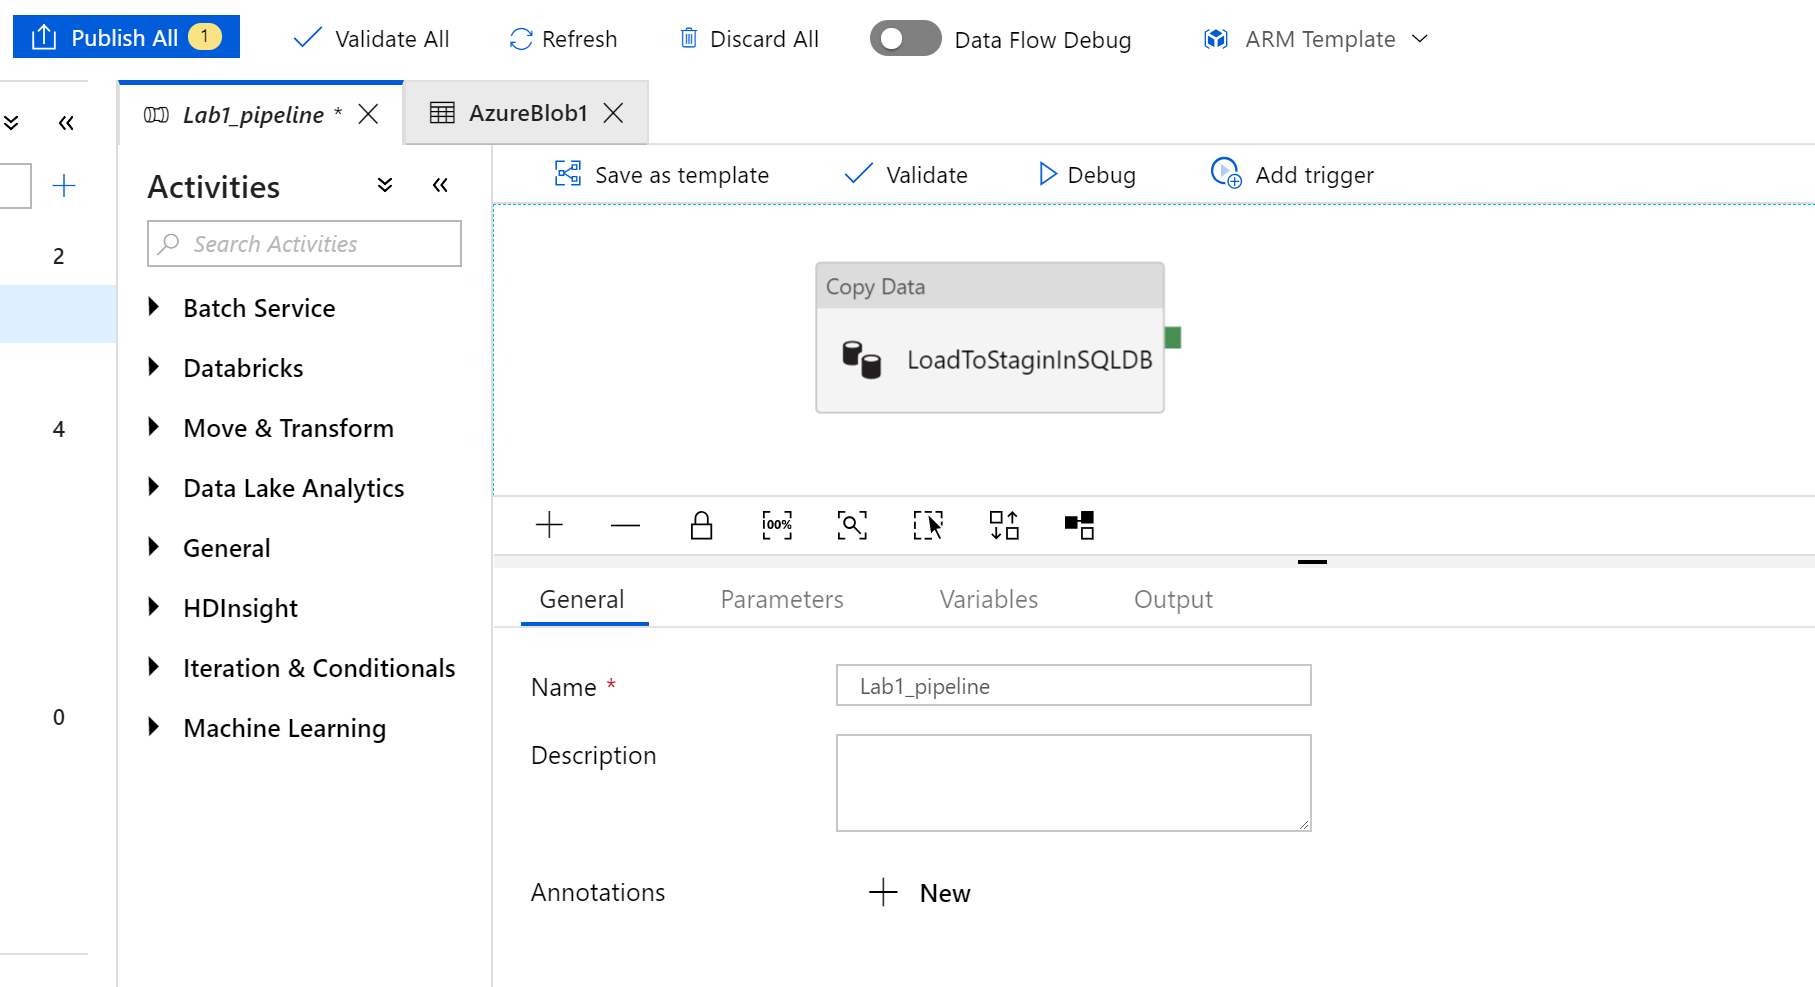 Publish All 1 Validate All Refresh Discard All Data Flow Debug ARM Template
Lab1_pipeline * AzureBlob1
Activities
Save as template Validate Debug Add trigger
Search Activities
2
4
0
Batch Service
Databricks
Move & Transform
Data Lake Analytics
General
HDInsight
Iteration & Conditionals
Machine Learning
Copy Data
LoadToStaginInSQLDB
100%
General Parameters Variables Output
Name * Lab1_pipeline
Description
Annotations New